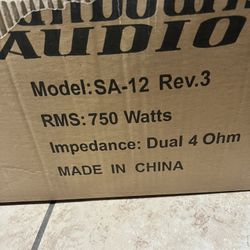 AUDIO
Model: SA-12 Rev.3
RMS: 750 Watts
Impedance: Dual 4 Ohm
MADE IN CHINA